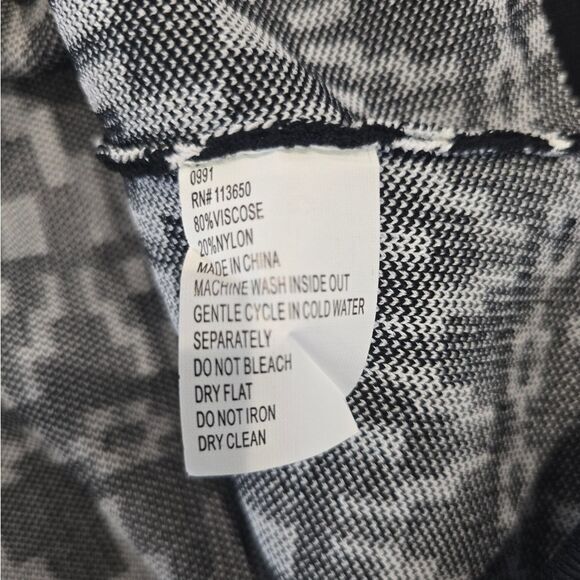 0991
RN# 113650
80%VISCOSE
20%NYLON
MADE IN CHINA
MACHINE WASH INSIDE OUT
GENTLE CYCLE IN COLD WATER
SEPARATELY
DO NOT BLEACH
DRY FLAT
DO NOT IRON
DRY CLEAN